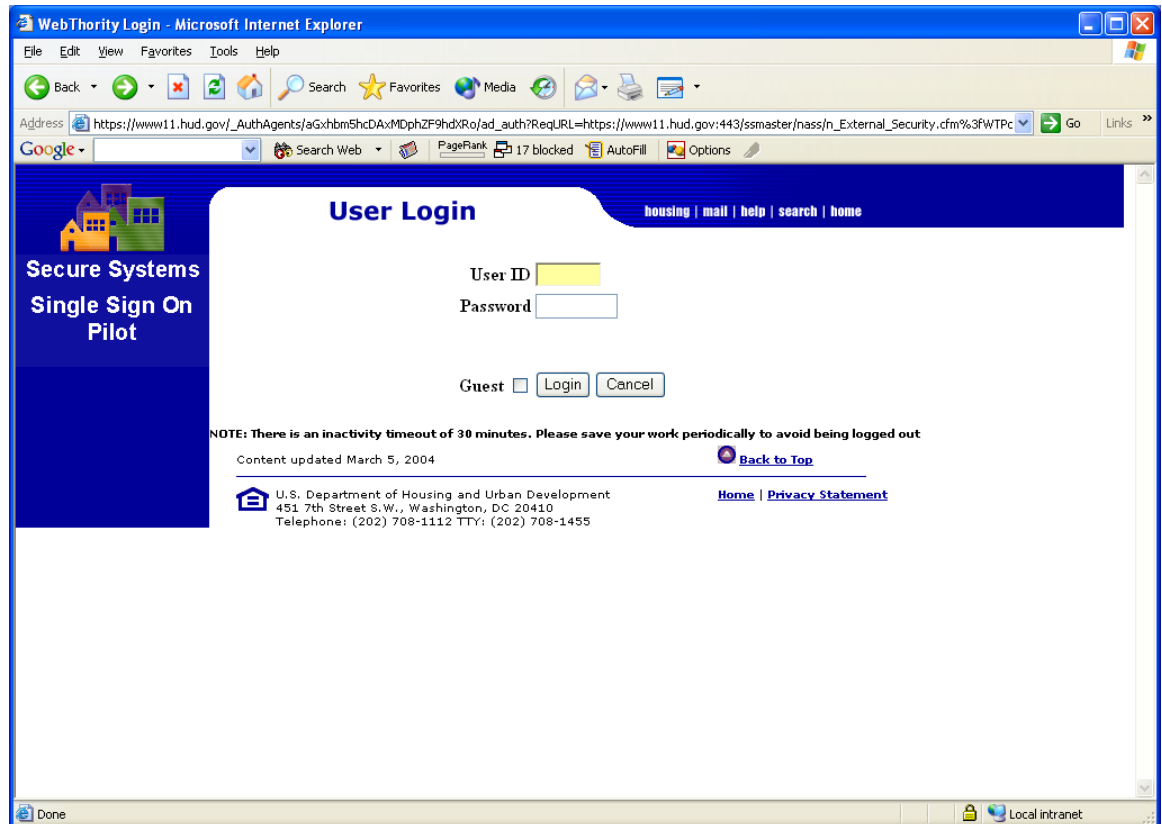 WebThority Login - Microsoft Internet Explorer
File Edit View Favorites Tools Help
Back Search Favorites Media
Address https://www11.hud.gov/_AuthAgents/aGxhbm5hcDAxMDphZF9hdXRo/ad_auth?ReqURL=https://www11.hud.gov:443/ssmaster/nass/n_External_Security.cfm%3fWTPc Go Links »
Google Search Web PageRank 17 blocked AutoFill Options
User Login
housing | mail | help | search | home
Secure Systems
Single Sign On
Pilot
User ID
Password
Guest Login Cancel
NOTE: There is an inactivity timeout of 30 minutes. Please save your work periodically to avoid being logged out
Content updated March 5, 2004 Back to Top
U.S. Department of Housing and Urban Development Home | Privacy Statement
451 7th Street S.W., Washington, DC 20410
Telephone: (202) 708-1112 TTY: (202) 708-1455
Done Local intranet